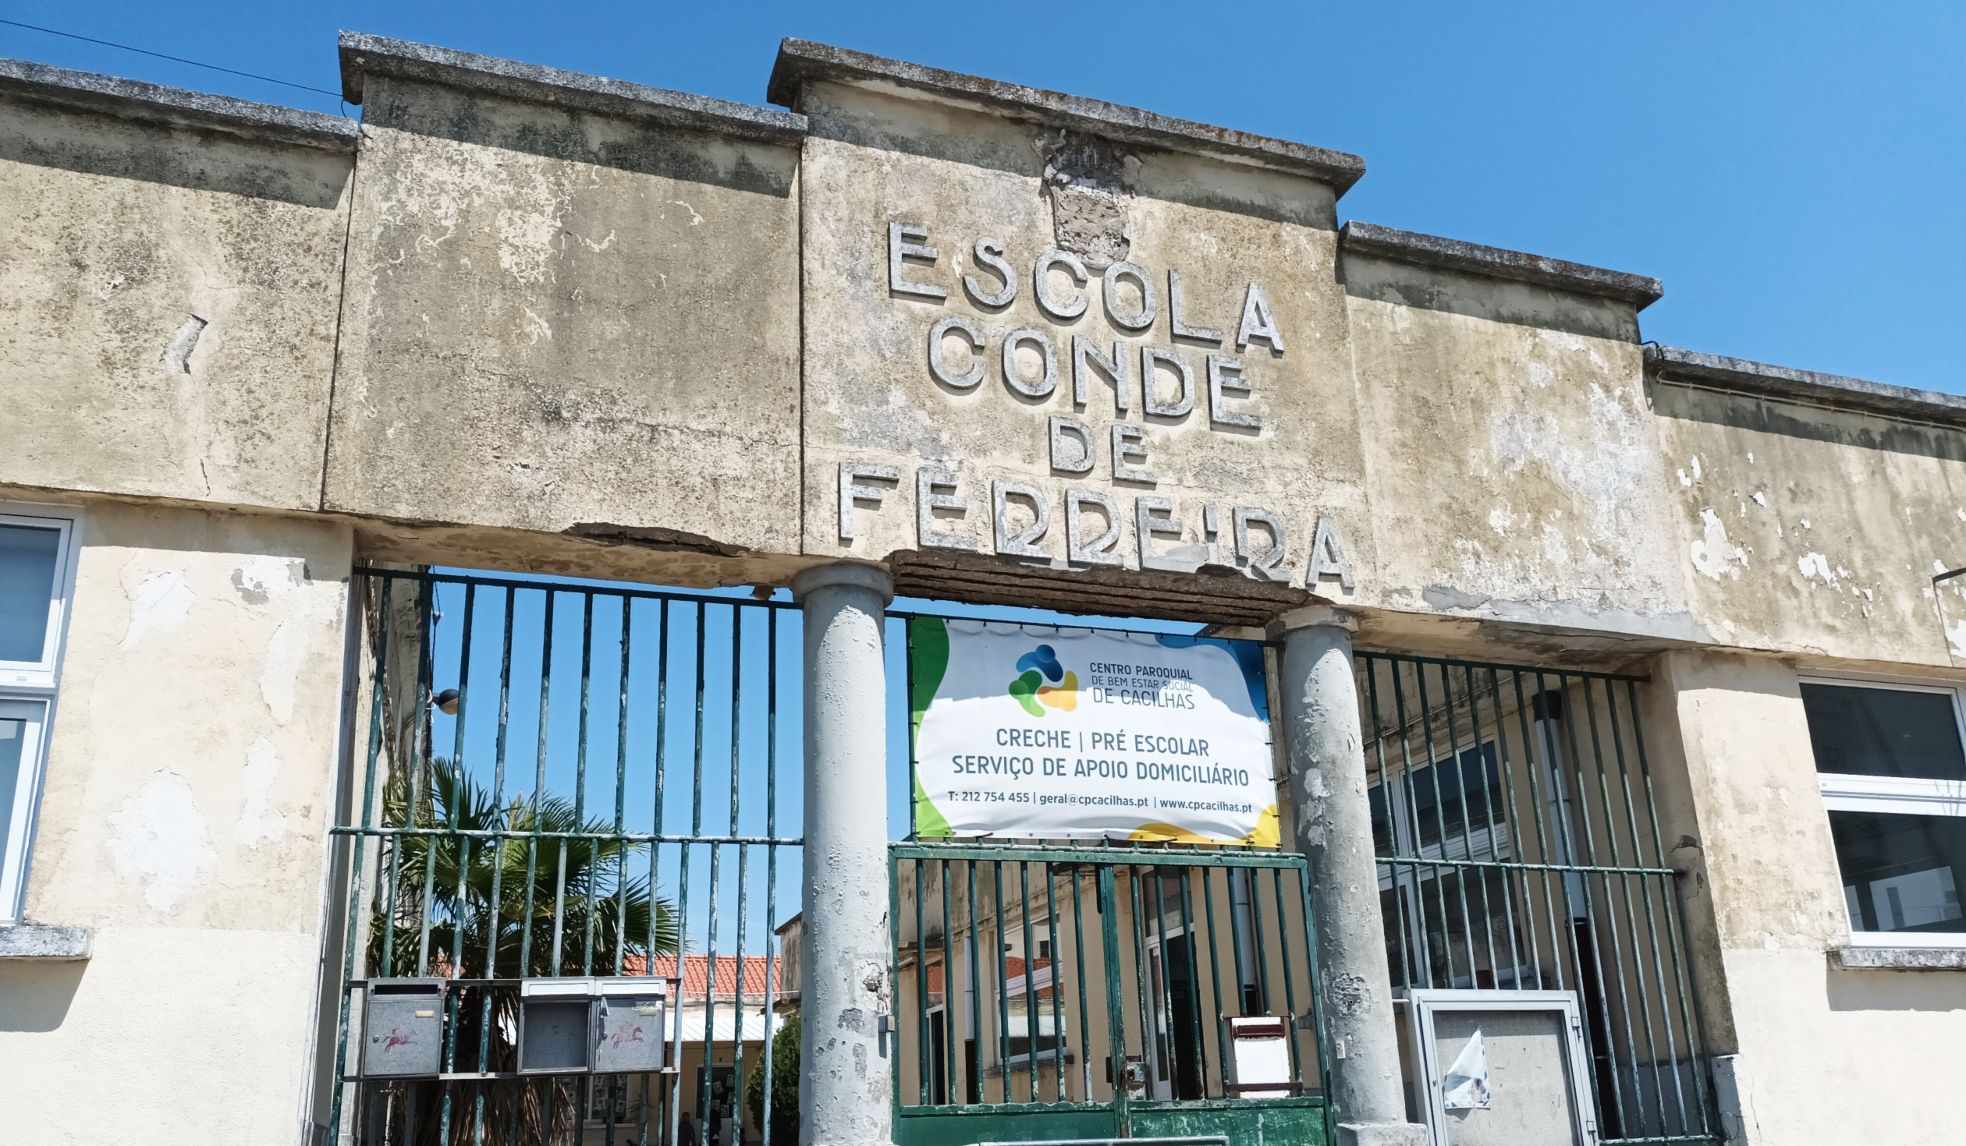 ESCOLA
CONDE
DE
FERREIRA
CENTRO PAROQUIAL
DE BEM ESTAR SOCIAL
DE CACILHAS
CRECHE | PRÉ ESCOLAR
SERVIÇO DE APOIO DOMICILIÁRIO
T: 212 754 455 | geral@cpcacilhas.pt | www.cpcacilhas.pt